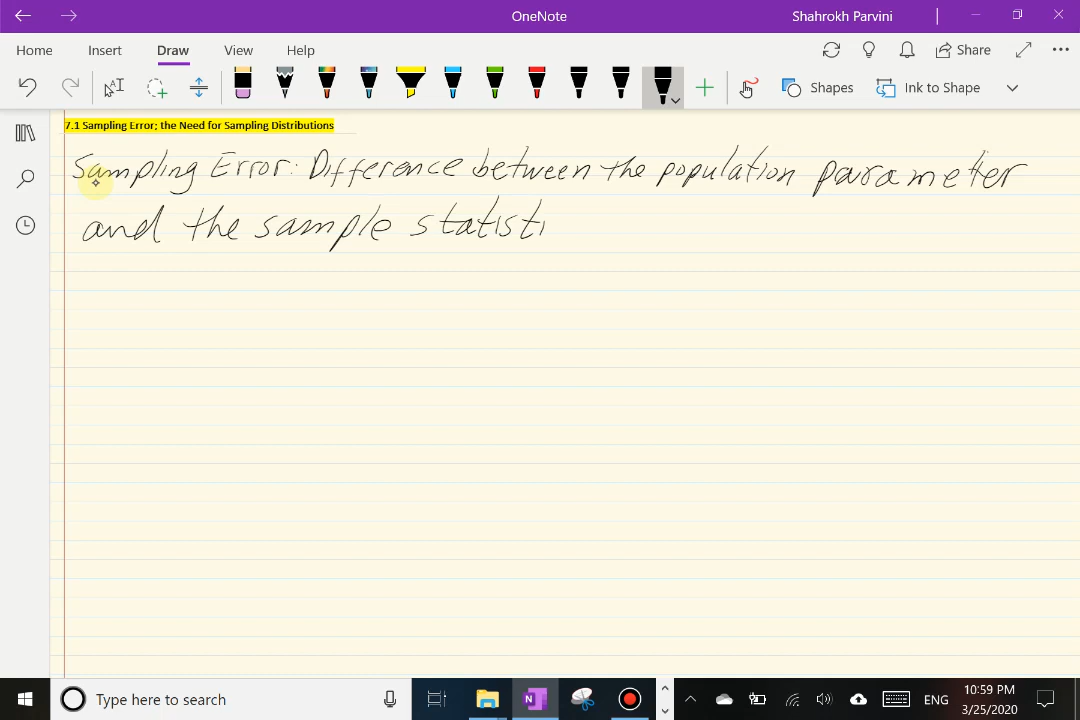 OneNote
Shahrokh Parvini
Home Insert Draw View Help
Share
Shapes
Ink to Shape
7.1 Sampling Error; the Need for Sampling Distributions
Sampling Error: Difference between the population parameter
and the sample statisti
Type here to search
N
ENG
10:59 PM
3/25/2020